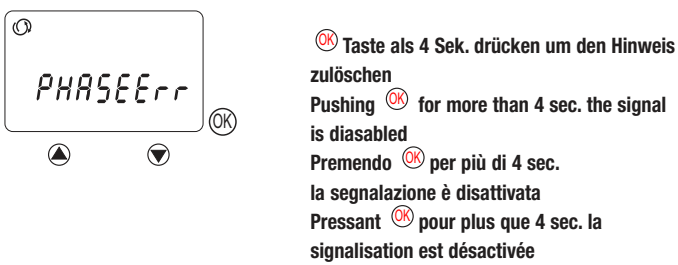 PHASEErr
OK
OK Taste als 4 Sek. drücken um den Hinweis
zulöschen
Pushing OK for more than 4 sec. the signal
is diasabled
Premendo OK per più di 4 sec.
la segnalazione è disattivata
Pressant OK pour plus que 4 sec. la
signalisation est désactivée